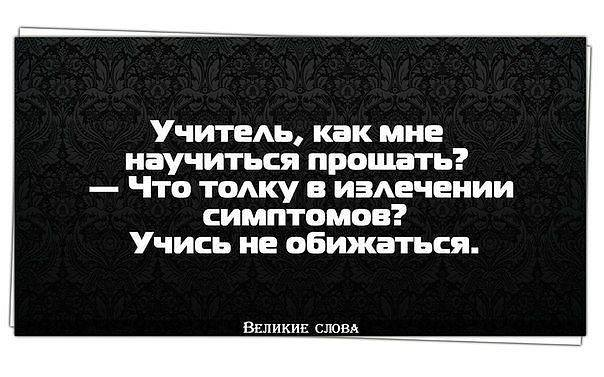 Учитель, как мне
научиться прощать?
— Что толку в излечении
симптомов?
Учись не обижаться.
Великие слова